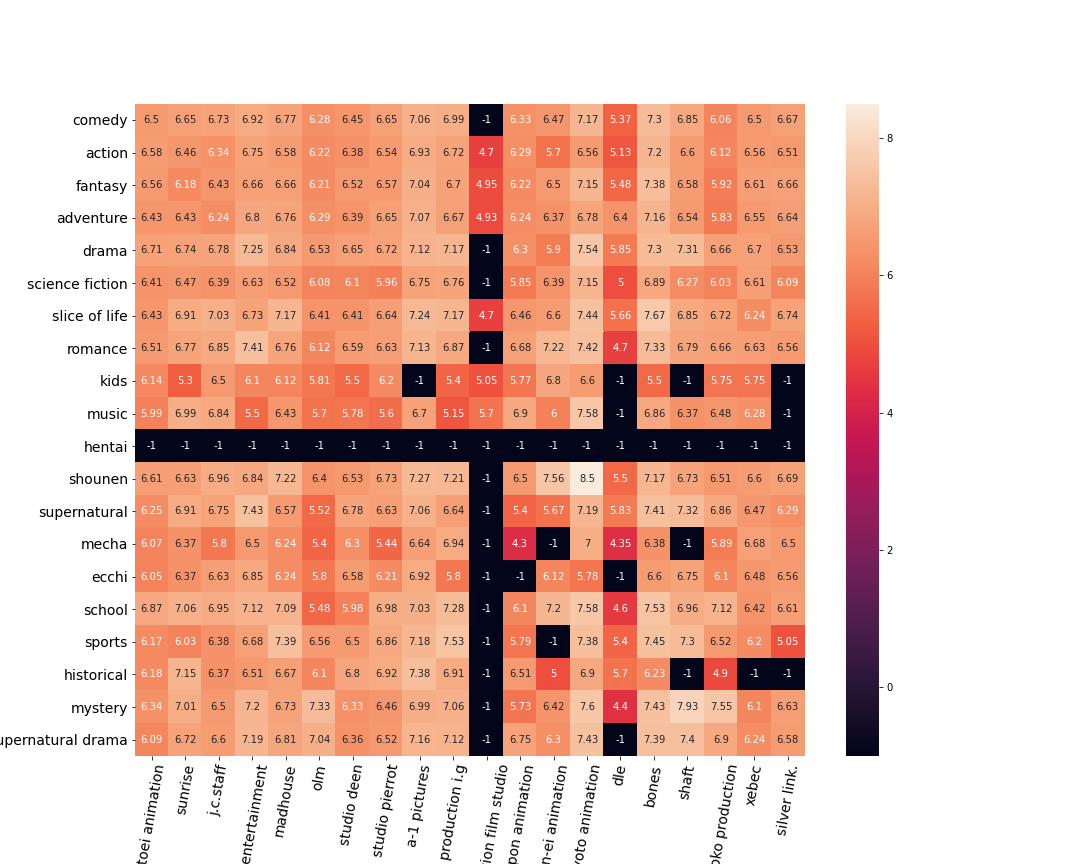 comedy 6.5 6.65 6.73 6.92 6.77 6.28 6.45 6.65 7.06 6.99 -1 6.33 6.47 7.17 5.37 7.3 6.85 6.06 6.5 6.67
action 6.58 6.46 6.34 6.75 6.58 6.22 6.38 6.54 6.93 6.72 4.7 6.29 5.7 6.56 5.13 7.2 6.6 6.12 6.56 6.51
fantasy 6.56 6.18 6.43 6.66 6.66 6.21 6.52 6.57 7.04 6.7 4.95 6.22 6.5 7.15 5.48 7.38 6.58 5.92 6.61 6.66
adventure 6.43 6.43 6.24 6.8 6.76 6.29 6.39 6.65 7.07 6.67 4.93 6.24 6.37 6.78 6.4 7.16 6.54 5.83 6.55 6.64
drama 6.71 6.74 6.78 7.25 6.84 6.53 6.65 6.72 7.12 7.17 -1 6.3 5.9 7.54 5.85 7.3 7.31 6.66 6.7 6.53
science fiction 6.41 6.47 6.39 6.63 6.52 6.08 6.1 5.96 6.75 6.76 -1 5.85 6.39 7.15 5 6.89 6.27 6.03 6.61 6.09
slice of life 6.43 6.91 7.03 6.73 7.17 6.41 6.41 6.64 7.24 7.17 4.7 6.46 6.6 7.44 5.66 7.67 6.85 6.72 6.24 6.74
romance 6.51 6.77 6.85 7.41 6.76 6.12 6.59 6.63 7.13 6.87 -1 6.68 7.22 7.42 4.7 7.33 6.79 6.66 6.63 6.56
kids 6.14 5.3 6.5 6.1 6.12 5.81 5.5 6.2 -1 5.4 5.05 5.77 6.8 6.6 -1 5.5 -1 5.75 5.75 -1
music 5.99 6.99 6.84 5.5 6.43 5.7 5.78 5.6 6.7 5.15 5.7 6.9 6 7.58 -1 6.86 6.37 6.48 6.28 -1
hentai -1 -1 -1 -1 -1 -1 -1 -1 -1 -1 -1 -1 -1 -1 -1 -1 -1 -1 -1 -1
shounen 6.61 6.63 6.96 6.84 7.22 6.4 6.53 6.73 7.27 7.21 -1 6.5 7.56 8.5 5.5 7.17 6.73 6.51 6.6 6.69
supernatural 6.25 6.91 6.75 7.43 6.57 5.52 6.78 6.63 7.06 6.64 -1 5.4 5.67 7.19 5.83 7.41 7.32 6.86 6.47 6.29
mecha 6.07 6.37 5.8 6.5 6.24 5.4 6.3 5.44 6.64 6.94 -1 4.3 -1 7 4.35 6.38 -1 5.89 6.68 6.5
ecchi 6.05 6.37 6.63 6.85 6.24 5.8 6.58 6.21 6.92 5.8 -1 -1 6.12 5.78 -1 6.6 6.75 6.1 6.48 6.56
school 6.87 7.06 6.95 7.12 7.09 5.48 5.98 6.98 7.03 7.28 -1 6.1 7.2 7.58 4.6 7.53 6.96 7.12 6.42 6.61
sports 6.17 6.03 6.38 6.68 7.39 6.56 6.5 6.86 7.18 7.53 -1 5.79 -1 7.38 5.4 7.45 7.3 6.52 6.2 5.05
historical 6.18 7.15 6.37 6.51 6.67 6.1 6.8 6.92 7.38 6.91 -1 6.51 5 6.9 5.7 6.23 -1 4.9 -1 -1
mystery 6.34 7.01 6.5 7.2 6.73 7.33 6.33 6.46 6.99 7.06 -1 5.73 6.42 7.6 4.4 7.43 7.93 7.55 6.1 6.63
upernatural drama 6.09 6.72 6.6 7.19 6.81 7.04 6.36 6.52 7.16 7.12 -1 6.75 6.3 7.43 -1 7.39 7.4 6.9 6.24 6.58
toei animation
sunrise
j.c.staff
entertainment
madhouse
olm
studio deen
studio pierrot
a-1 pictures
production i.g
ion film studio
pon animation
n-ei animation
yoto animation
dle
bones
shaft
oko production
xebec
silver link.
8
6
4
2
0